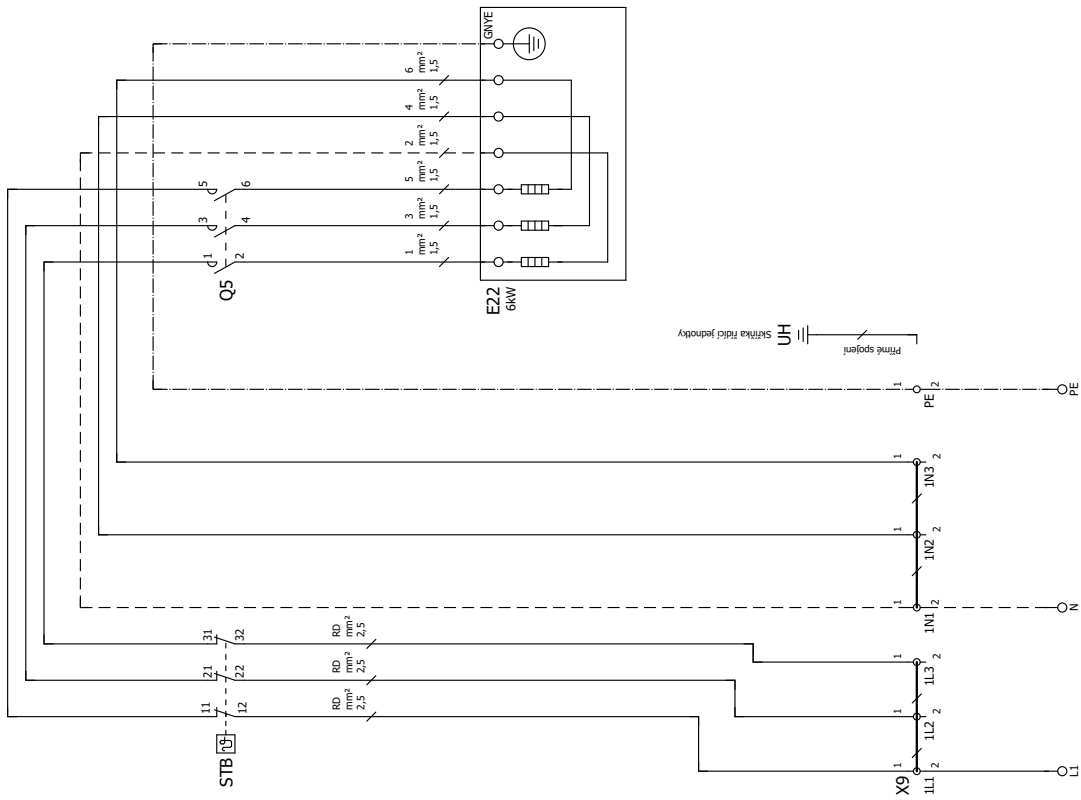 GNYE
6
mm²
1,5
4
mm²
1,5
2
mm²
1,5
5
mm²
1,5
3
mm²
1,5
1
mm²
1,5
5
6
3
4
1
2
Q5
E22
6kW
UH
Skříňka řídicí jednotky
Přímé spojení
1
PE
2
PE
1
1N3
2
1
1N2
2
1
1N1
2
N
31
32
RD
mm²
2,5
21
22
RD
mm²
2,5
11
12
RD
mm²
2,5
STB
ϑ
1
1L3
2
1
1L2
2
1
1L1
2
X9
L1